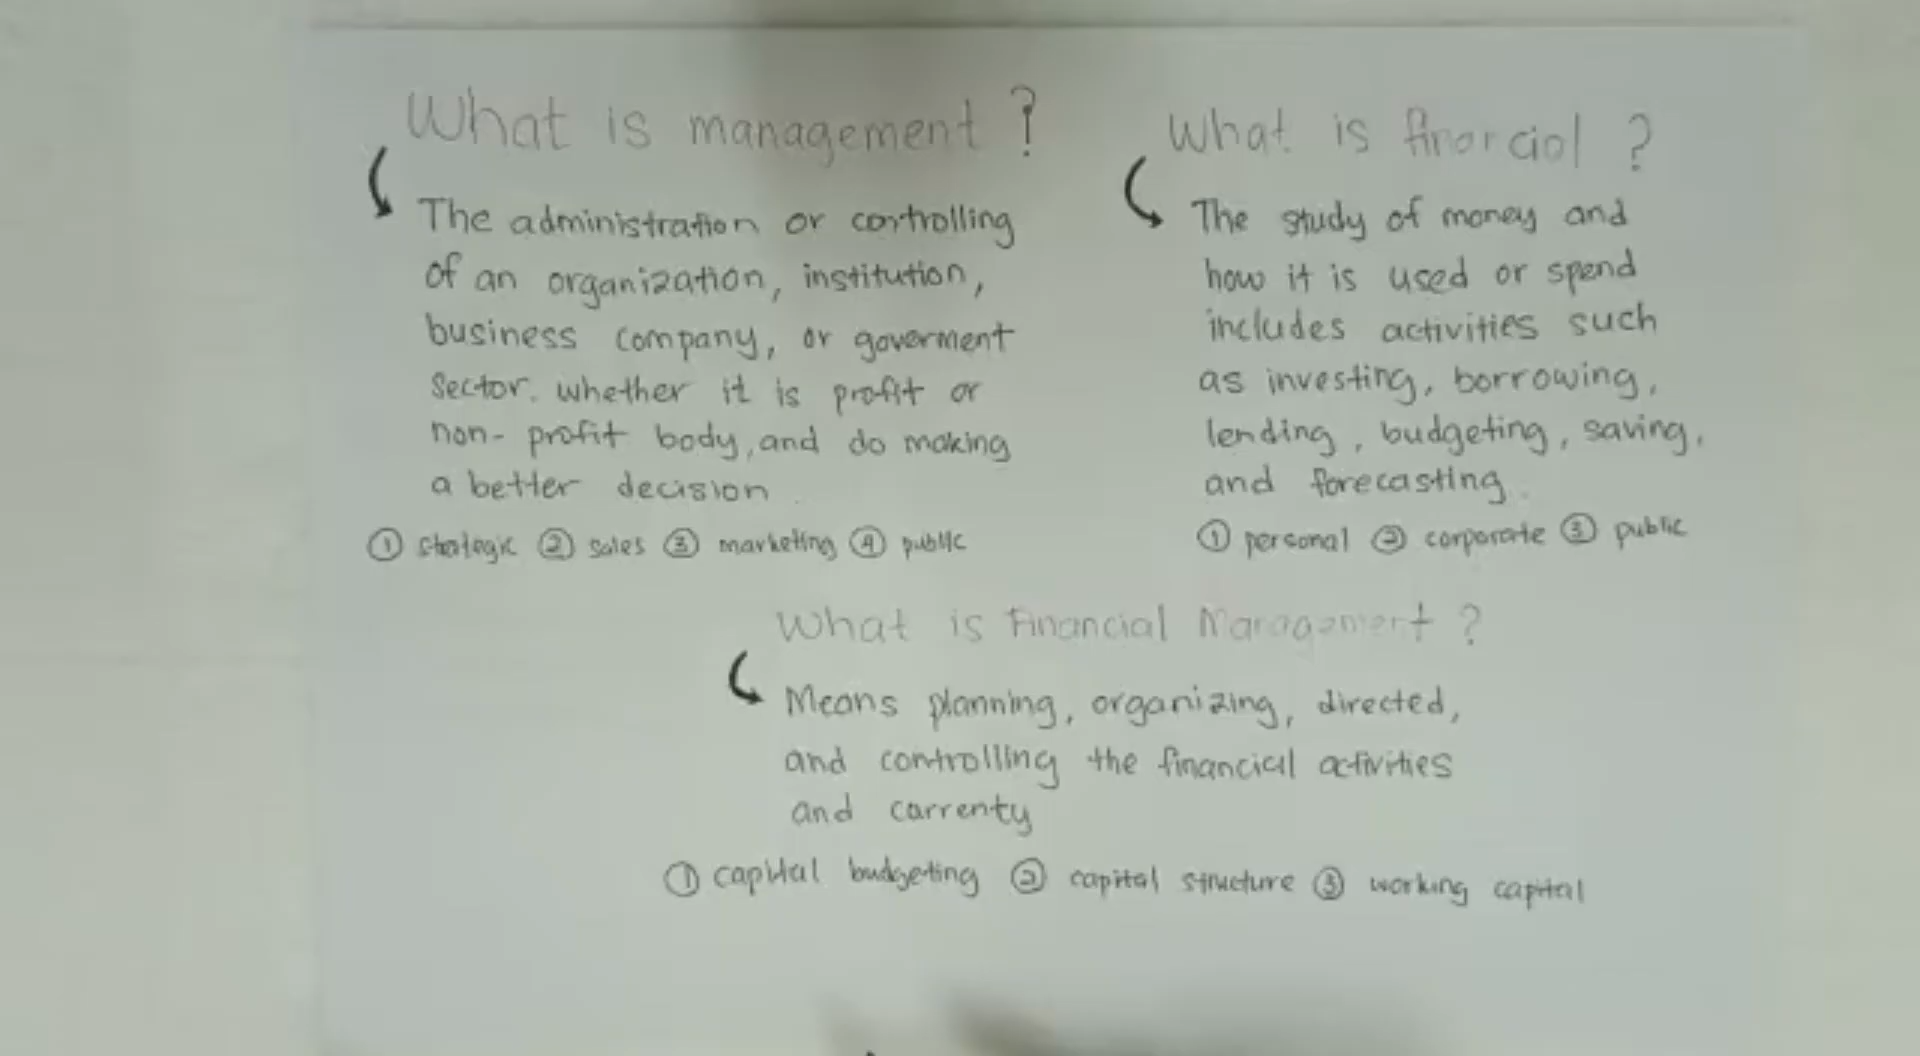 What is management ?
The administration or controlling
of an organization, institution,
business company, or goverment
sector. whether it is profit or
non-profit body, and do making
a better decision
① strategic ② sales ③ marketing ④ public
What is financial ?
The study of money and
how it is used or spend
includes activities such
as investing, borrowing,
lending, budgeting, saving,
and forecasting.
① personal ② corporate ③ public
What is Financial Management ?
Means planning, organizing, directed,
and controlling the financial activities
and carrenty
① capital budgeting ② capital structure ③ working capital